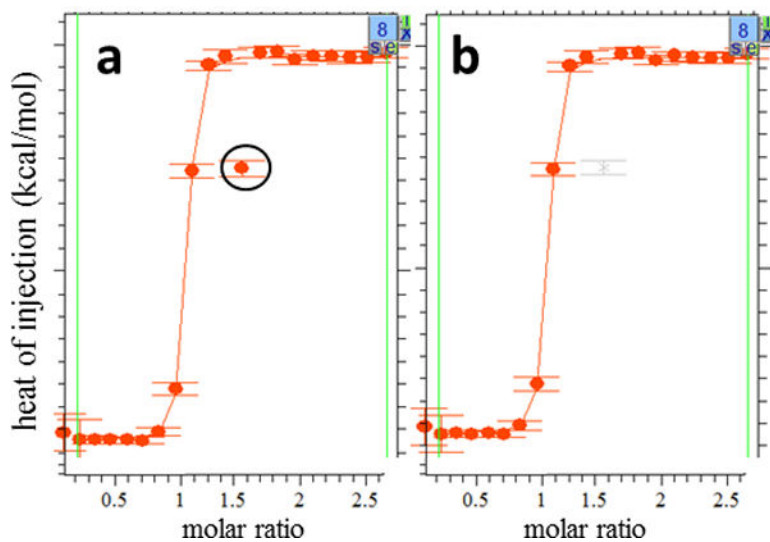 a
8
s e
X
b
8
s e
X
heat of injection (kcal/mol)
0.5 1 1.5 2 2.5
molar ratio
0.5 1 1.5 2 2.5
molar ratio